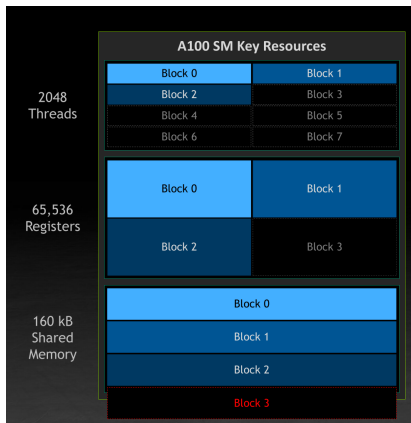 A100 SM Key Resources
2048
Threads
Block 0
Block 1
Block 2
Block 3
Block 4
Block 5
Block 6
Block 7
65,536
Registers
Block 0
Block 1
Block 2
Block 3
160 kB
Shared
Memory
Block 0
Block 1
Block 2
Block 3